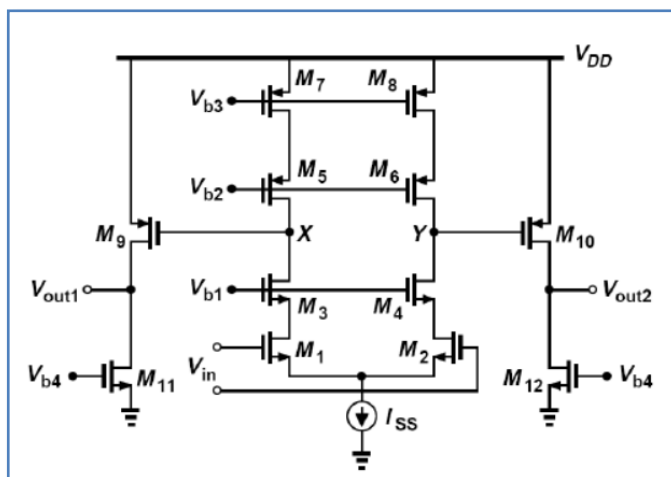 V_DD
M_7 M_8
V_b3
M_5 M_6
V_b2
M_9 X Y M_10
V_out1 V_b1 M_3 M_4 V_out2
V_in M_1 M_2
V_b4 M_11 M_12 V_b4
I_SS